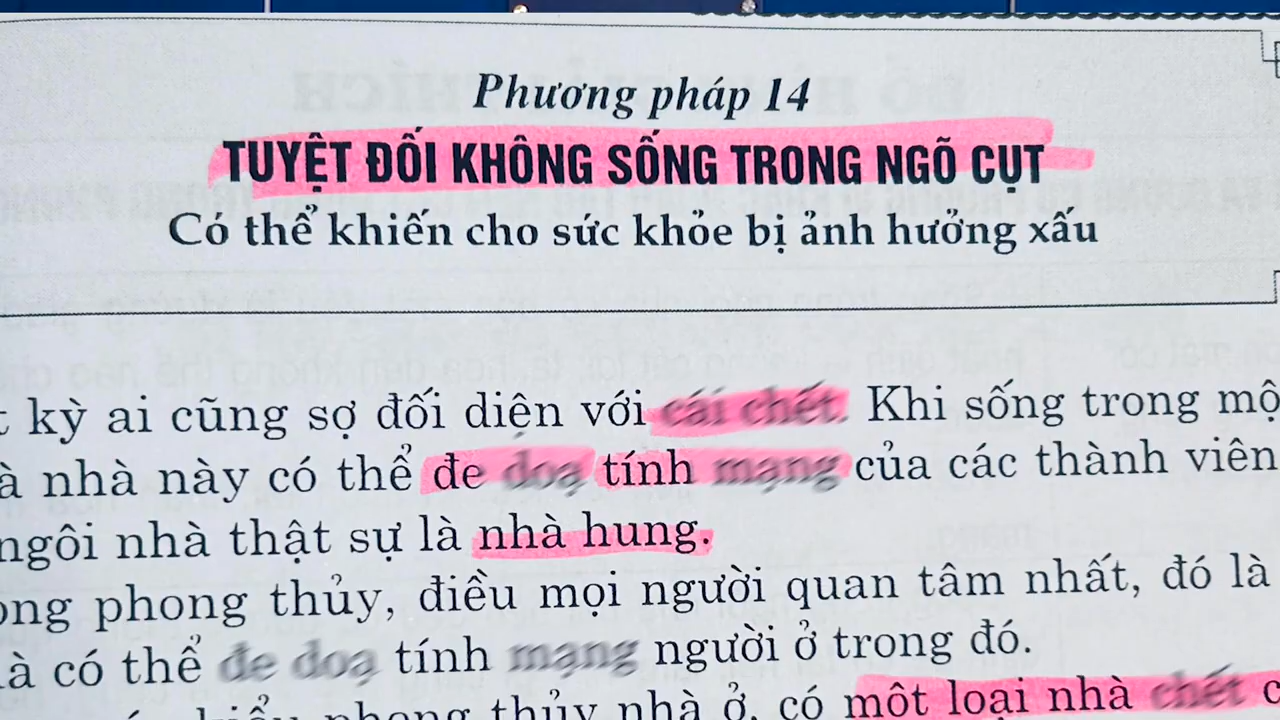 Phương pháp 14
TUYỆT ĐỐI KHÔNG SỐNG TRONG NGÕ CỤT
Có thể khiến cho sức khỏe bị ảnh hưởng xấu
kỳ ai cũng sợ đối diện với cái chết. Khi sống trong
nhà này có thể đe doạ tính mạng của các thành viên
ngôi nhà thật sự là nhà hung.
phong thủy, điều mọi người quan tâm nhất, đó là
có thể đe doạ tính mạng người ở trong đó.
phong thủy nhà ở, có một loại nhà chết